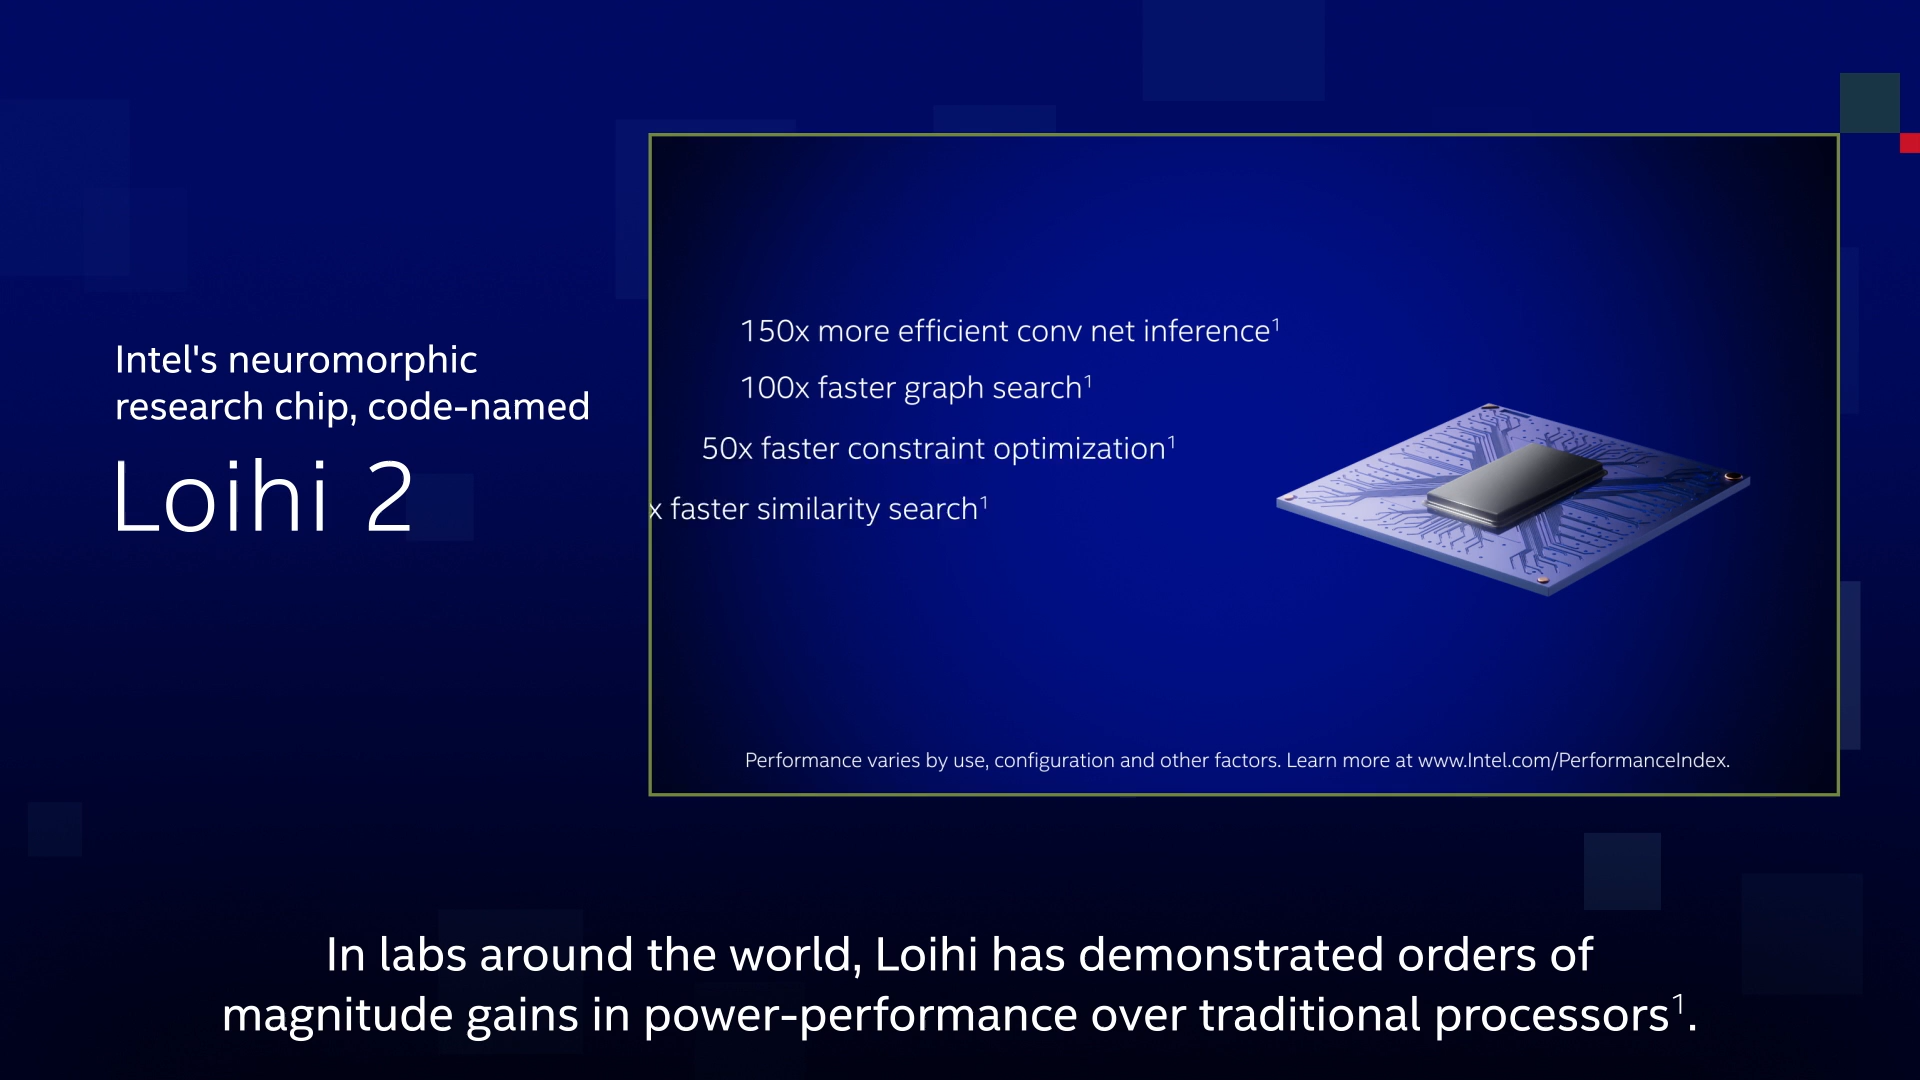 Intel's neuromorphic
research chip, code-named
Loihi 2
150x more efficient conv net inference¹
100x faster graph search¹
50x faster constraint optimization¹
x faster similarity search¹
Performance varies by use, configuration and other factors. Learn more at www.Intel.com/PerformanceIndex.
In labs around the world, Loihi has demonstrated orders of
magnitude gains in power-performance over traditional processors¹.